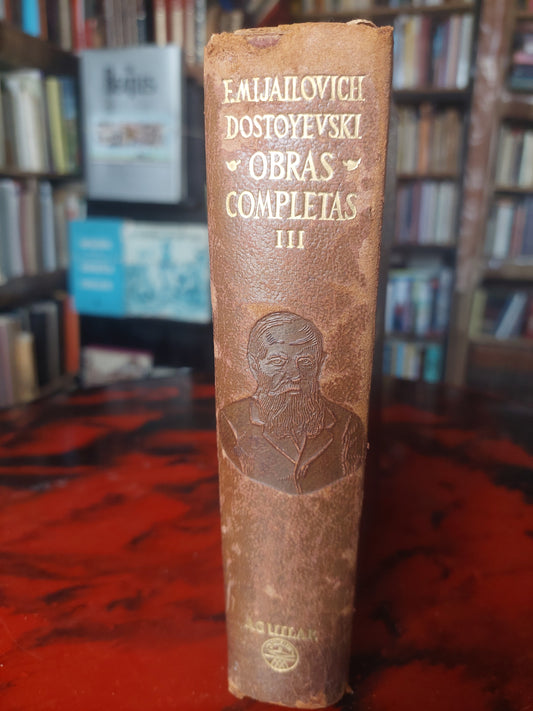 F. MIJAILOVICH
DOSTOYEVSKI
OBRAS
COMPLETAS
III
AGUILAR